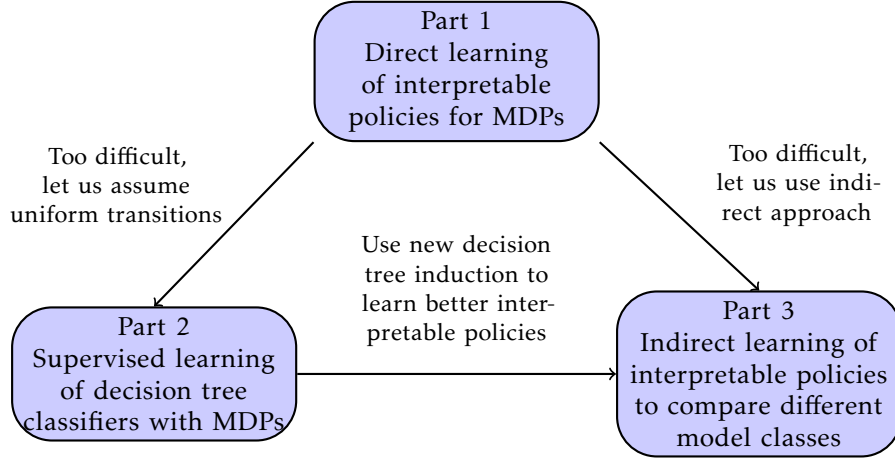 Part 1
Direct learning
of interpretable
policies for MDPs
Too difficult,
let us assume
uniform transitions
Too difficult,
let us use indi-
rect approach
Use new decision
tree induction to
learn better inter-
pretable policies
Part 2
Supervised learning
of decision tree
classifiers with MDPs
Part 3
Indirect learning of
interpretable policies
to compare different
model classes